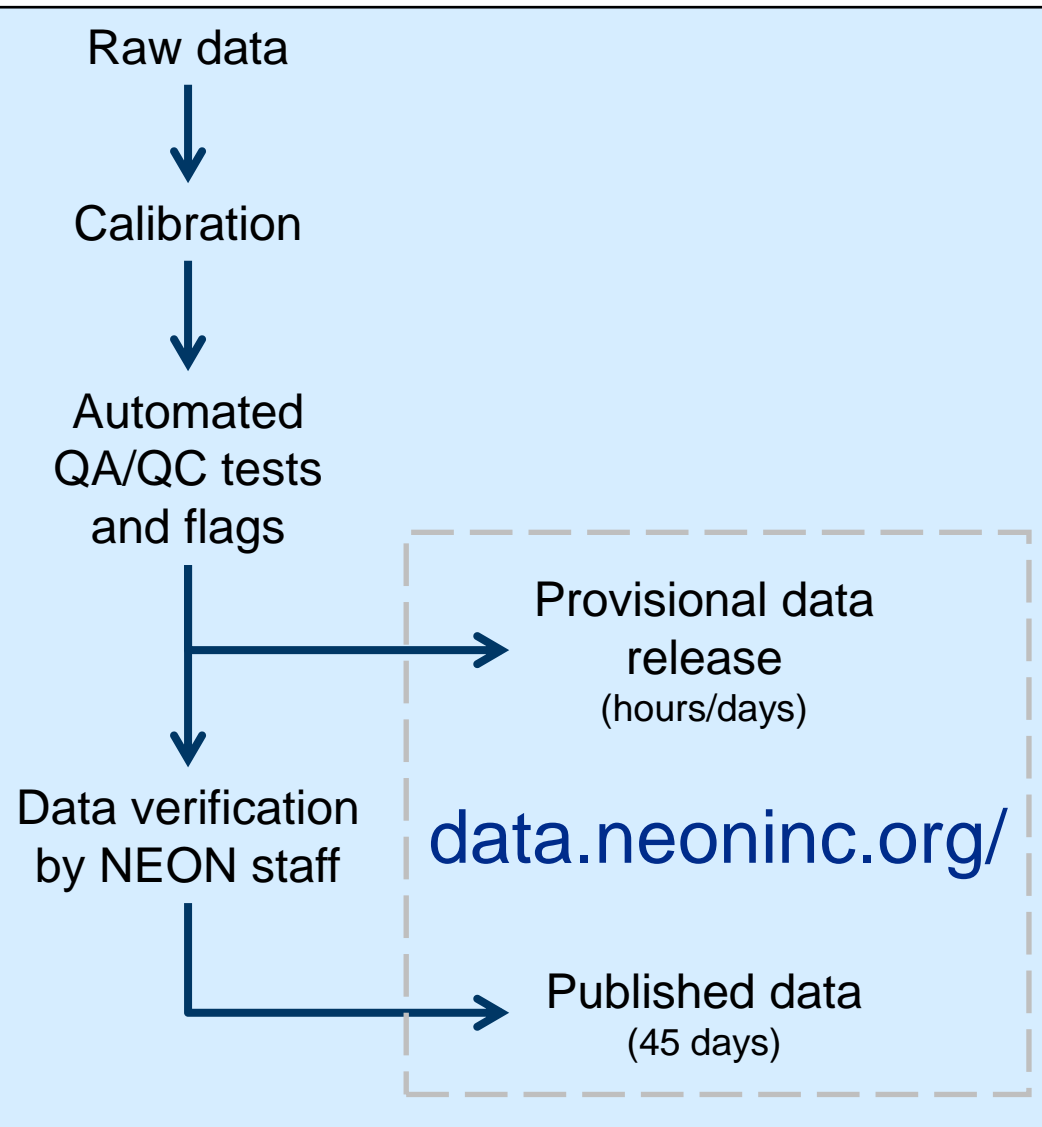 Raw data
Calibration
Automated
QA/QC tests
and flags
Provisional data
release
(hours/days)
Data verification
by NEON staff
data.neoninc.org/
Published data
(45 days)